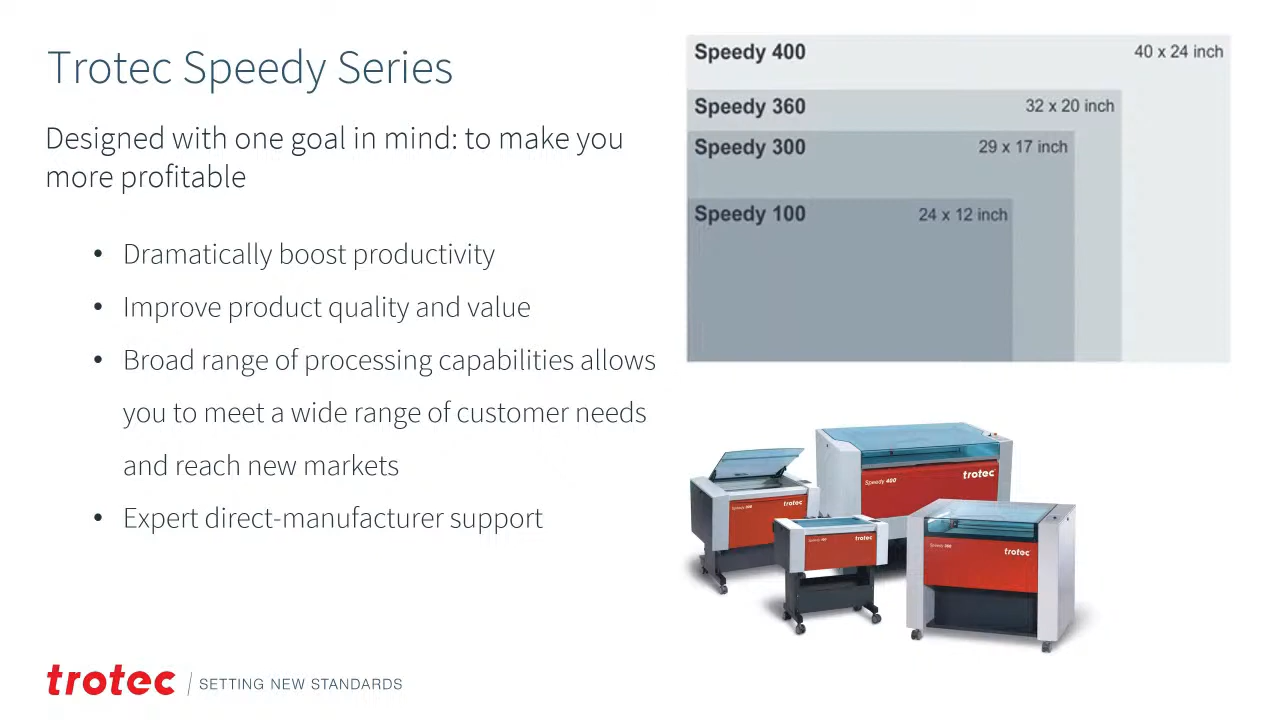 Trotec Speedy Series
Designed with one goal in mind: to make you
more profitable
• Dramatically boost productivity
• Improve product quality and value
• Broad range of processing capabilities allows
you to meet a wide range of customer needs
and reach new markets
• Expert direct-manufacturer support
Speedy 400 40 x 24 inch
Speedy 360 32 x 20 inch
Speedy 300 29 x 17 inch
Speedy 100 24 x 12 inch
trotec
Speedy 400
trotec
trotec
trotec
trotec
SETTING NEW STANDARDS